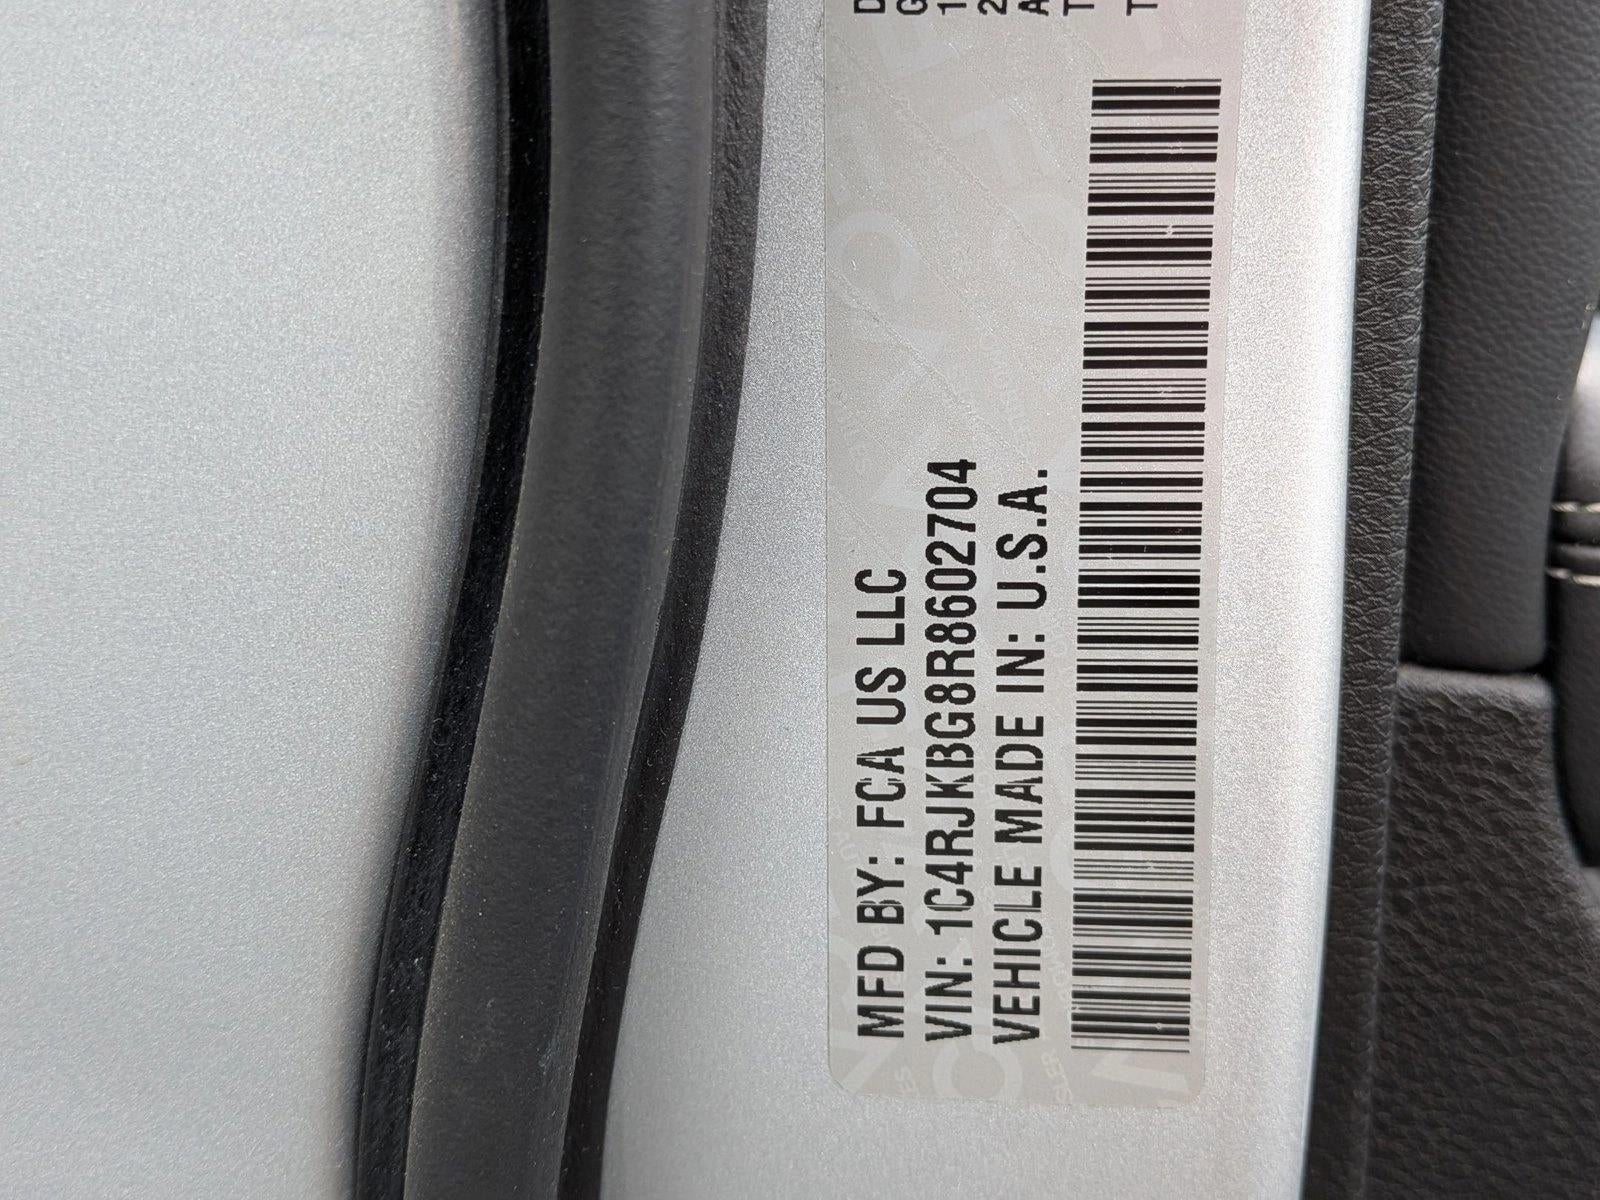 MFD BY: FCA US LLC
VIN: 1C4RJKBG8R8602704
VEHICLE MADE IN: U.S.A.